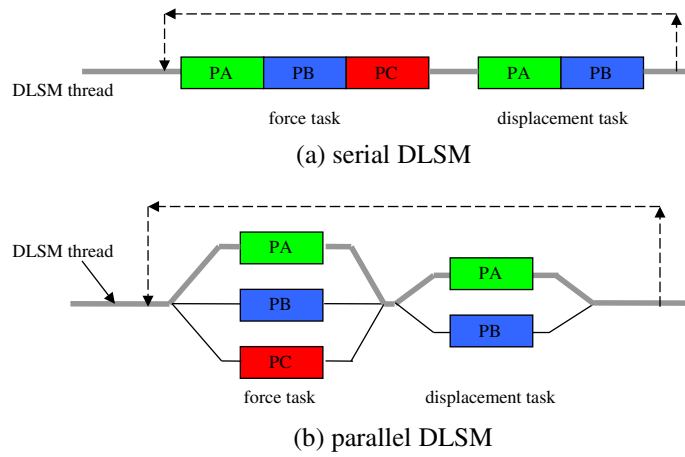 PA PB PC PA PB
DLSM thread
force task displacement task
(a) serial DLSM
DLSM thread
PA
PA
PB
PB
PC
force task displacement task
(b) parallel DLSM